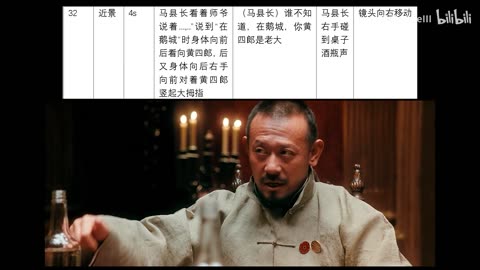 32
近景
4s
马县长看着师爷
说着……"说到"在
鹅城"时身体向前
后看向黄四郎，后
又身体向后右手
向前对着黄四郎
竖起大拇指
（马县长）谁不知
道，在鹅城，你黄
四郎是老大
马县长
右手碰
到桌子
酒瓶声
镜头向右移动
bilibili